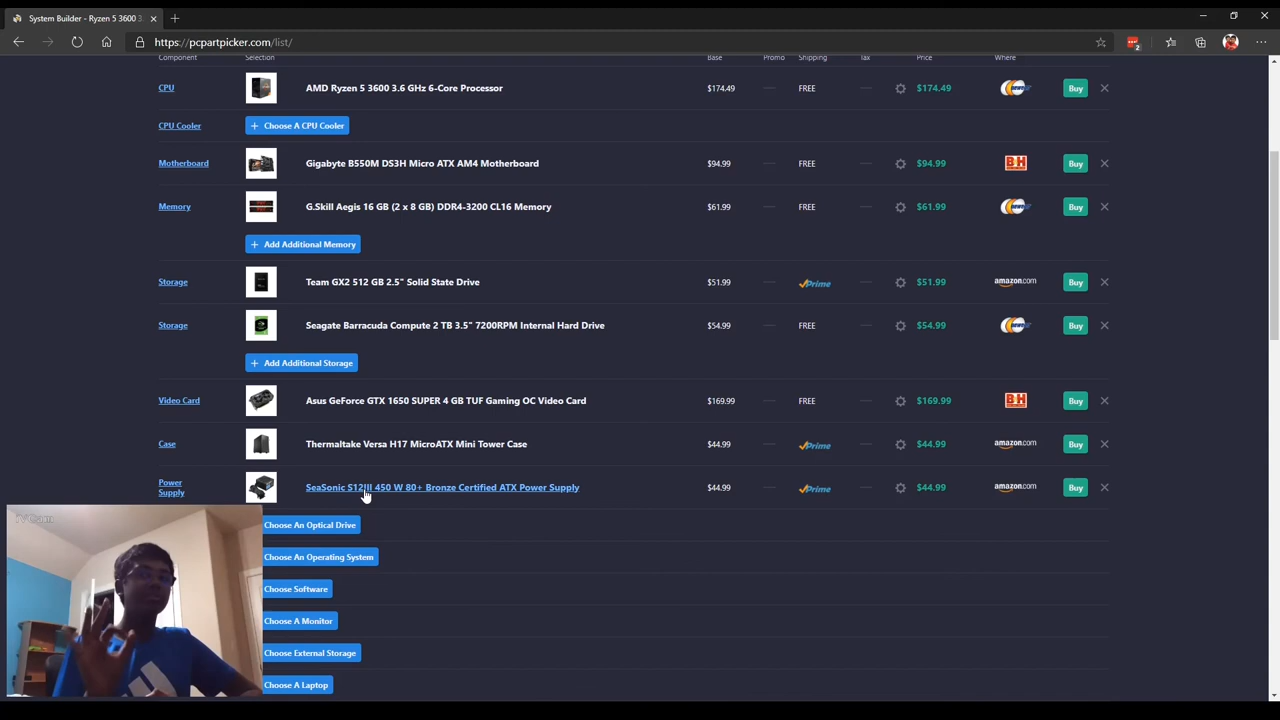 System Builder - Ryzen 5 3600 3.
https://pcpartpicker.com/list/
2
Component Selection Base Promo Shipping Tax Price Where
CPU AMD Ryzen 5 3600 3.6 GHz 6-Core Processor $174.49 FREE $174.49 Buy
CPU Cooler + Choose A CPU Cooler
Motherboard Gigabyte B550M DS3H Micro ATX AM4 Motherboard $94.99 FREE $94.99 B&H Buy
Memory G.Skill Aegis 16 GB (2 x 8 GB) DDR4-3200 CL16 Memory $61.99 FREE $61.99 Buy
+ Add Additional Memory
Storage Team GX2 512 GB 2.5" Solid State Drive $51.99 Prime $51.99 amazon.com Buy
Storage Seagate Barracuda Compute 2 TB 3.5" 7200RPM Internal Hard Drive $54.99 FREE $54.99 Buy
+ Add Additional Storage
Video Card Asus GeForce GTX 1650 SUPER 4 GB TUF Gaming OC Video Card $169.99 FREE $169.99 B&H Buy
Case Thermaltake Versa H17 MicroATX Mini Tower Case $44.99 Prime $44.99 amazon.com Buy
Power Supply SeaSonic S12III 450 W 80+ Bronze Certified ATX Power Supply $44.99 Prime $44.99 amazon.com Buy
iVCam
Choose An Optical Drive
Choose An Operating System
Choose Software
Choose A Monitor
Choose External Storage
Choose A Laptop